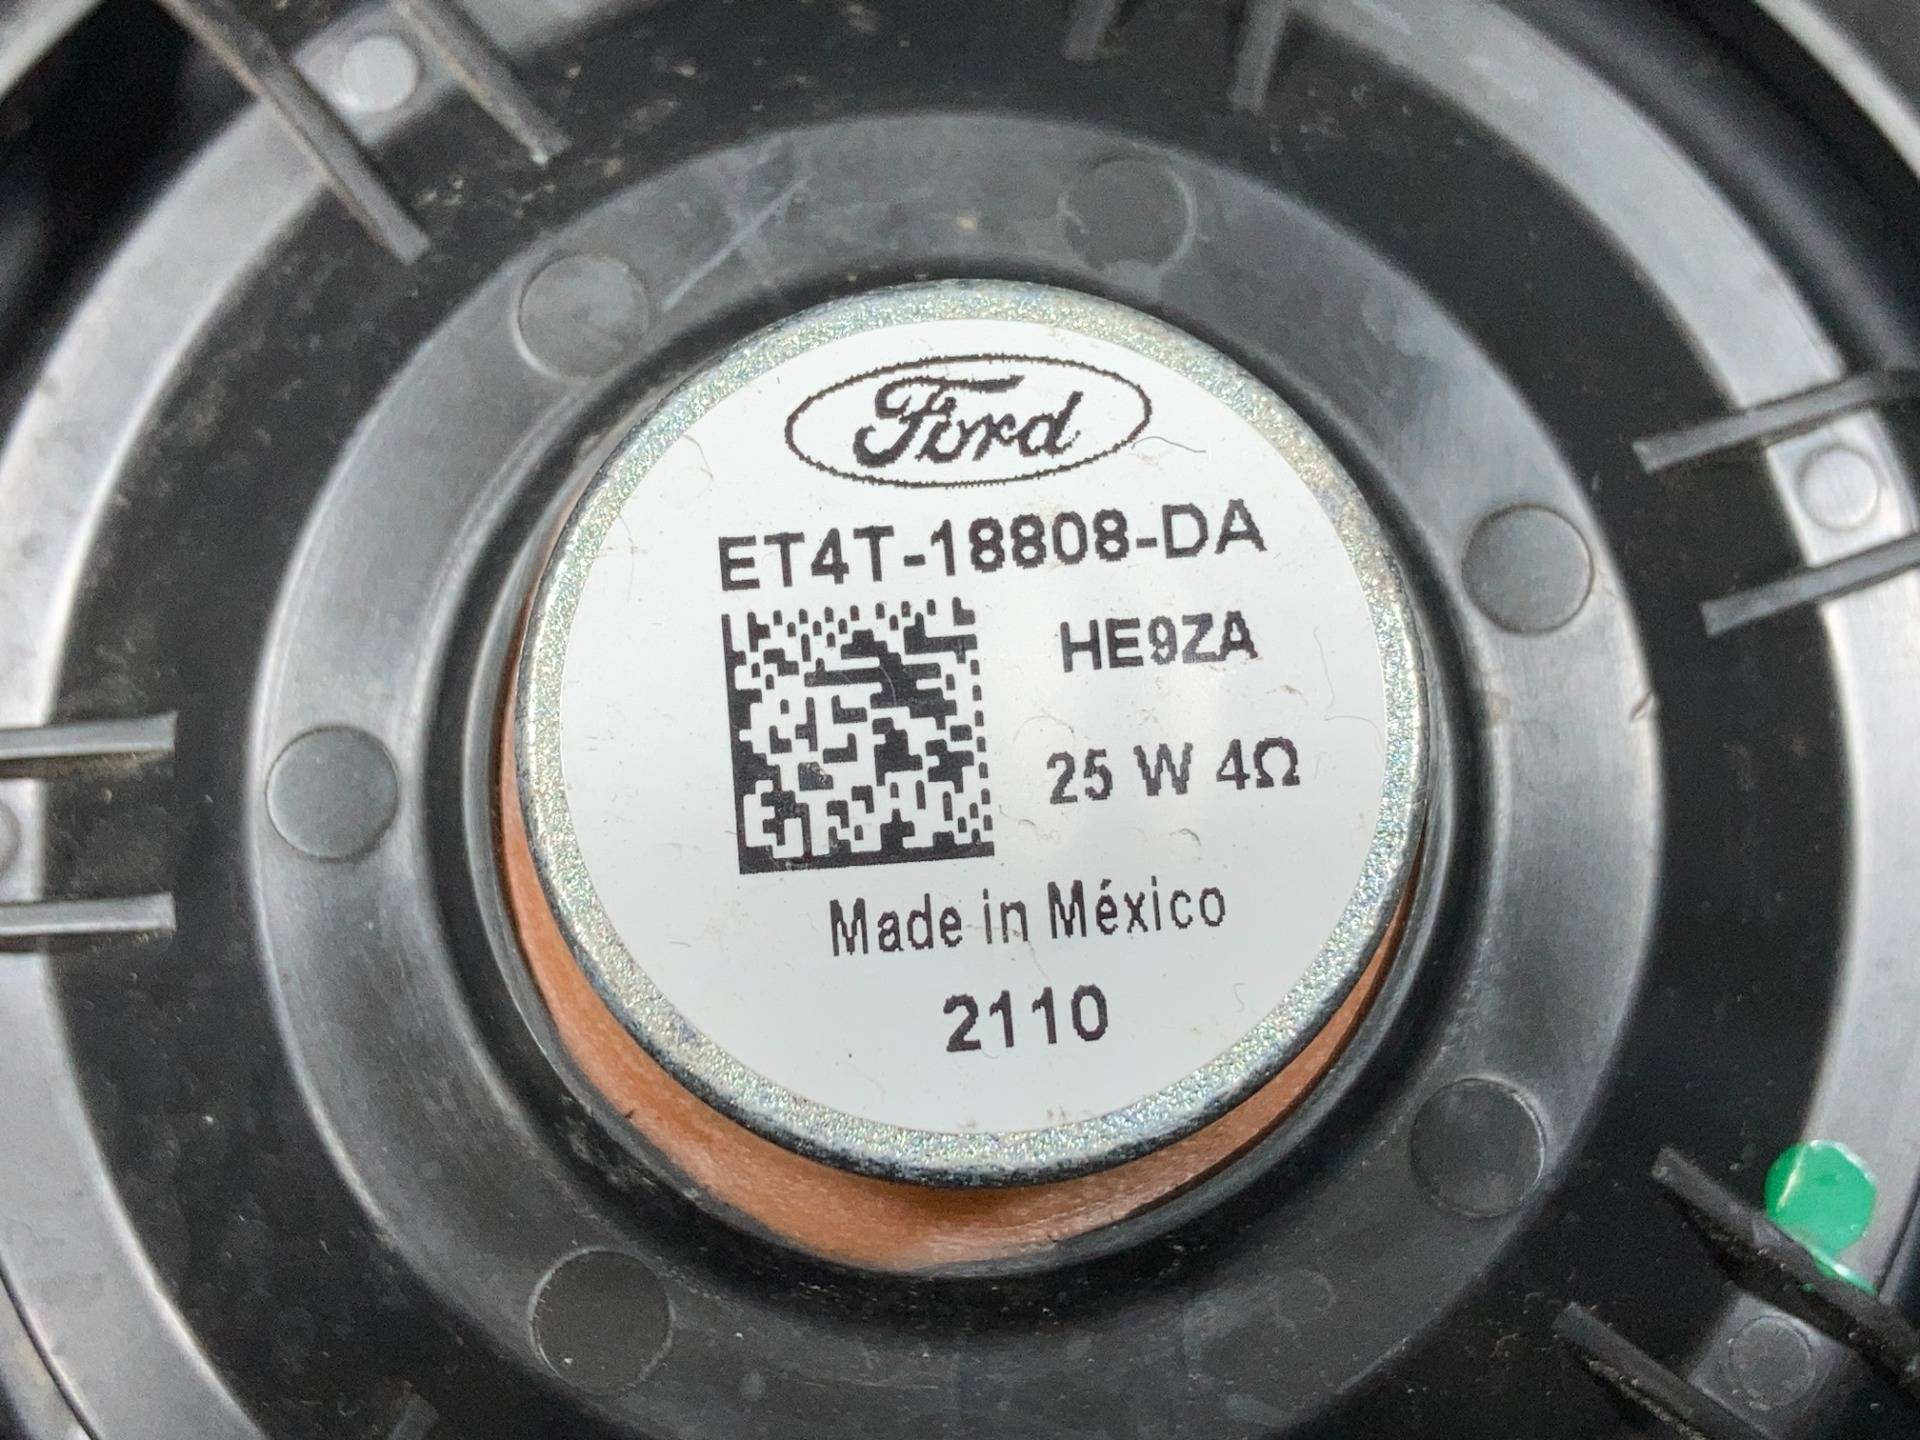 Ford
ET4T-18808-DA
HE9ZA
25 W 4Ω
Made in México
2110